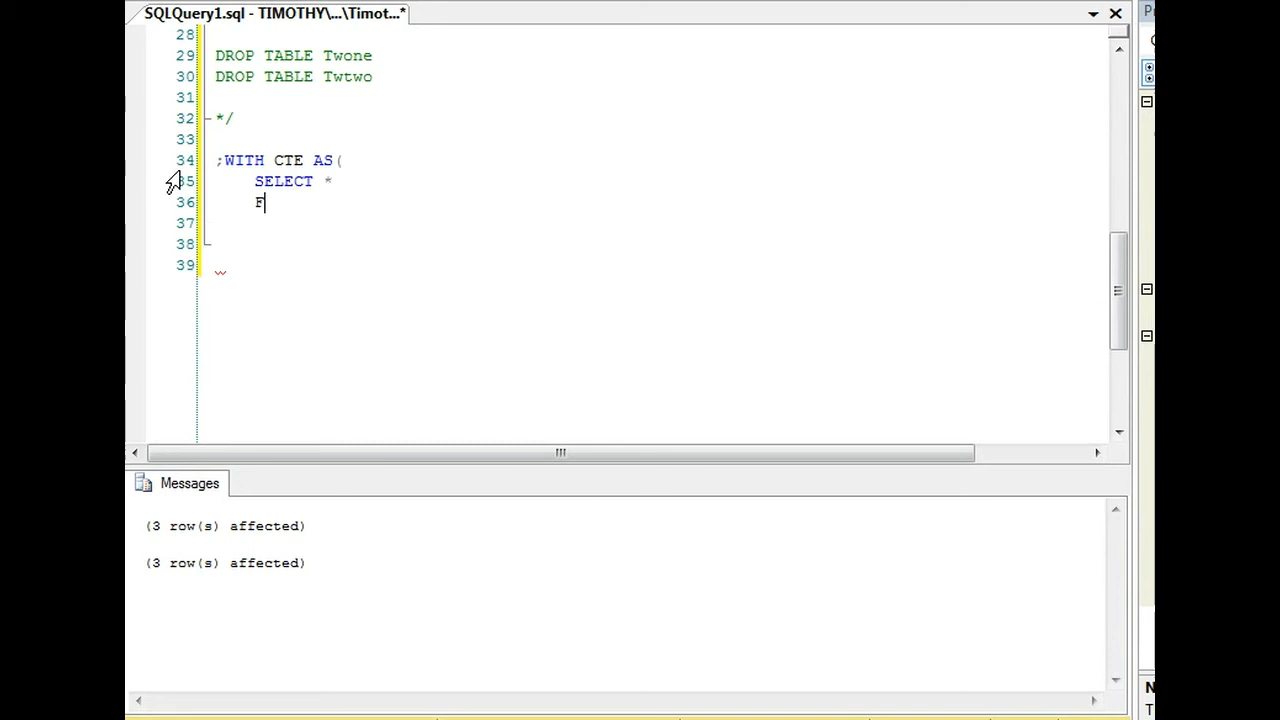 SQLQuery1.sql - TIMOTHY\...\Timot...*
28
29 DROP TABLE Twone
30 DROP TABLE Twtwo
31
32 */
33
34 ;WITH CTE AS(
35 SELECT *
36 F
37
38
39
Messages
(3 row(s) affected)
(3 row(s) affected)